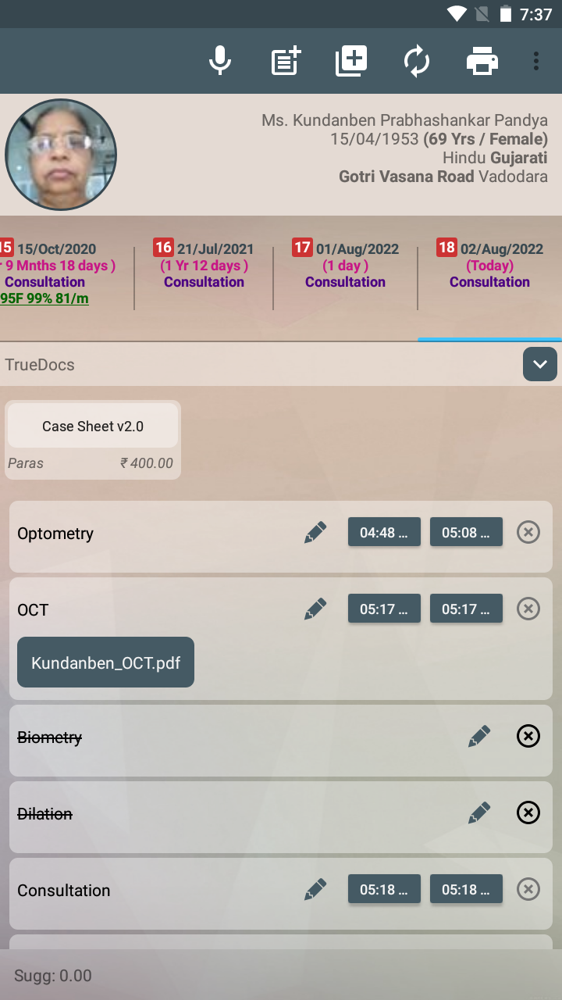 7:37
Ms. Kundanben Prabhashankar Pandya
15/04/1953 (69 Yrs / Female)
Hindu Gujarati
Gotri Vasana Road Vadodara
15 15/Oct/2020
9 Mnths 18 days )
Consultation
95F 99% 81/m
16 21/Jul/2021
(1 Yr 12 days )
Consultation
17 01/Aug/2022
(1 day )
Consultation
18 02/Aug/2022
(Today)
Consultation
TrueDocs
Case Sheet v2.0
Paras ₹ 400.00
Optometry 04:48 ... 05:08 ...
OCT 05:17 ... 05:17 ...
Kundanben_OCT.pdf
Biometry
Dilation
Consultation 05:18 ... 05:18 ...
Sugg: 0.00